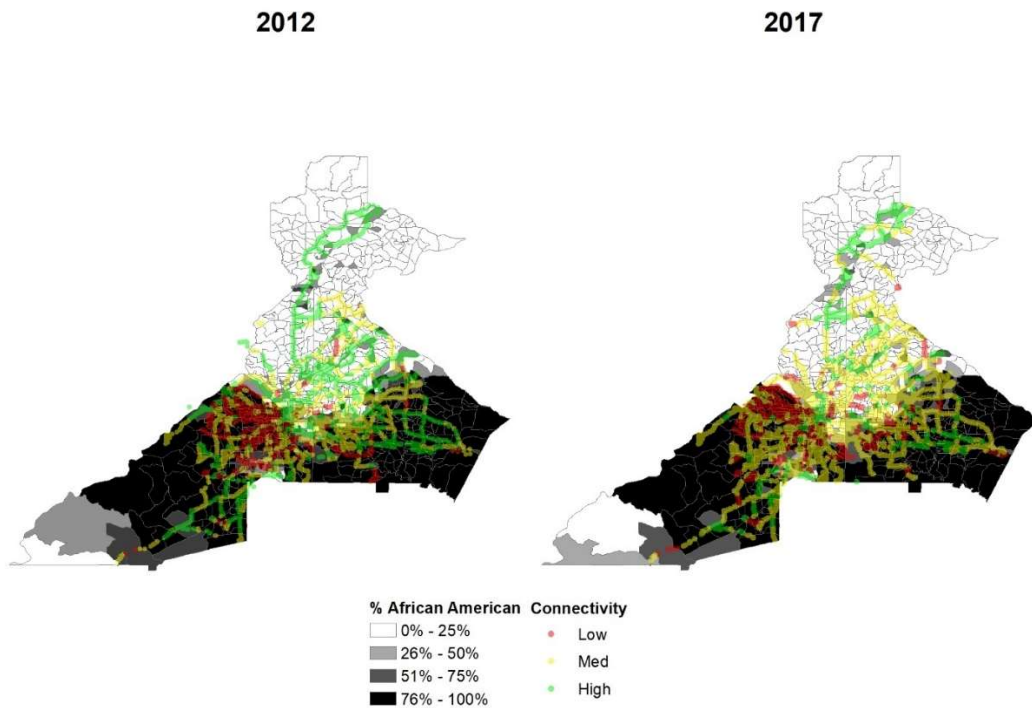 2012
2017
% African American
0% - 25%
26% - 50%
51% - 75%
76% - 100%
Connectivity
Low
Med
High